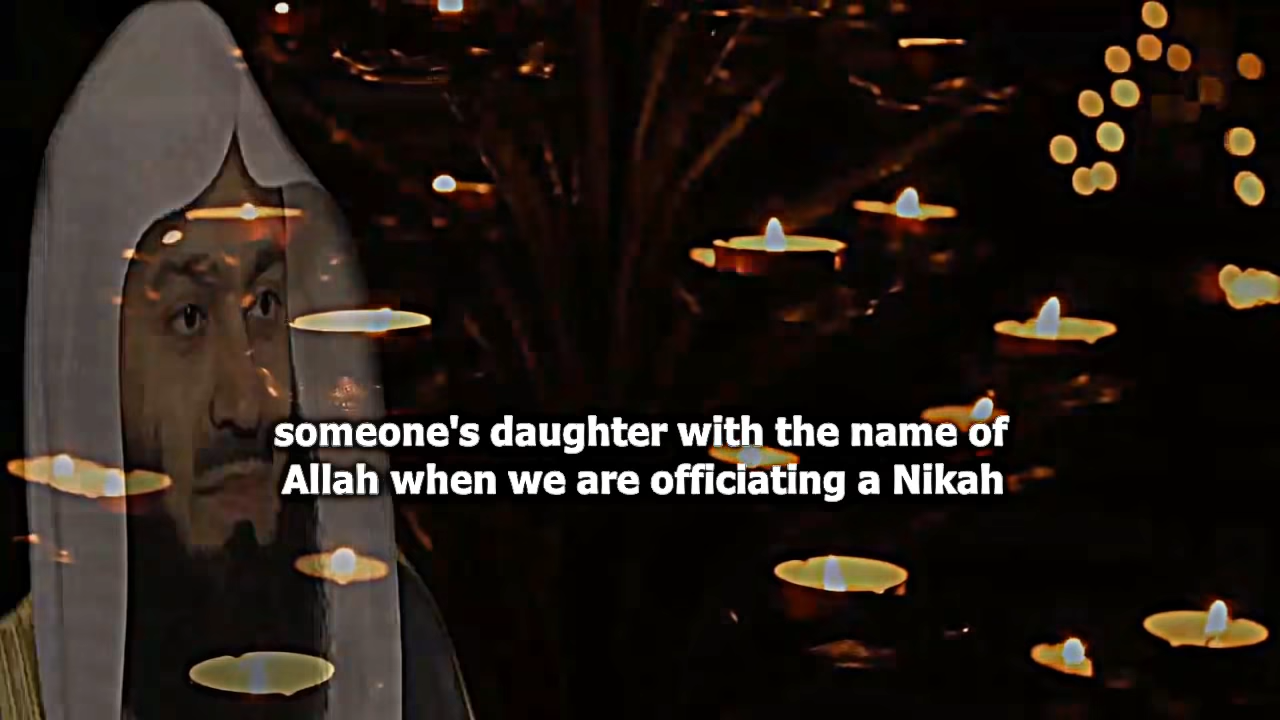 someone's daughter with the name of
Allah when we are officiating a Nikah